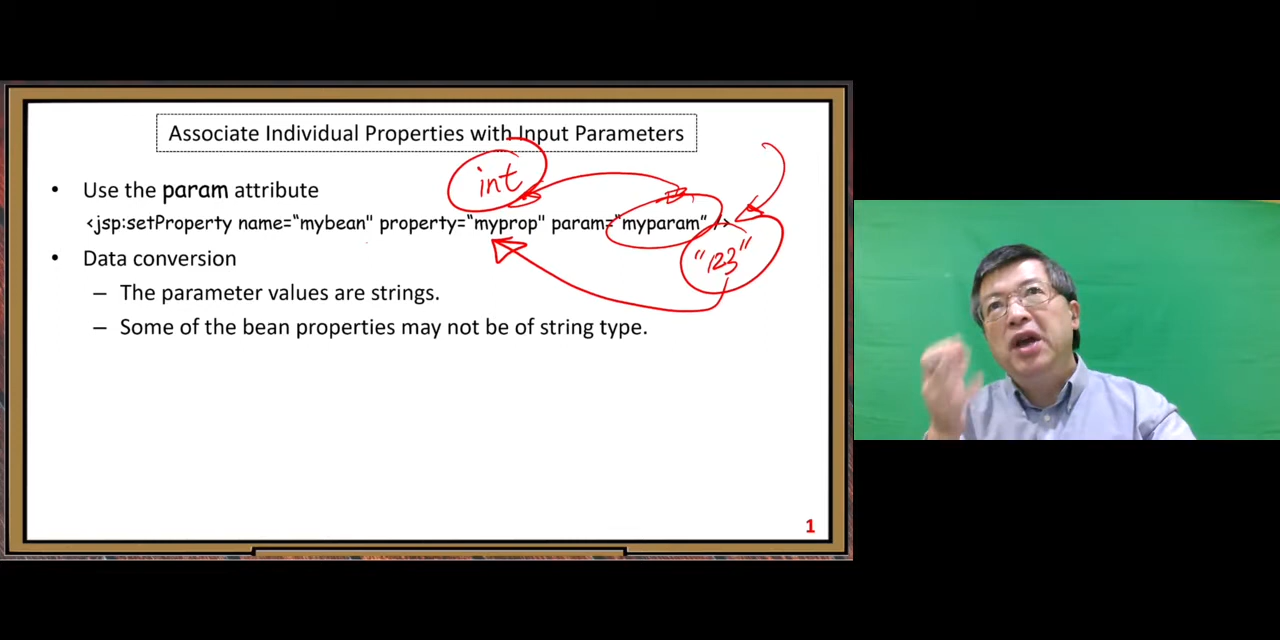 Associate Individual Properties with Input Parameters
int
• Use the param attribute
<jsp:setProperty name=“mybean" property=“myprop" param=“myparam" />
"123"
• Data conversion
– The parameter values are strings.
– Some of the bean properties may not be of string type.
1